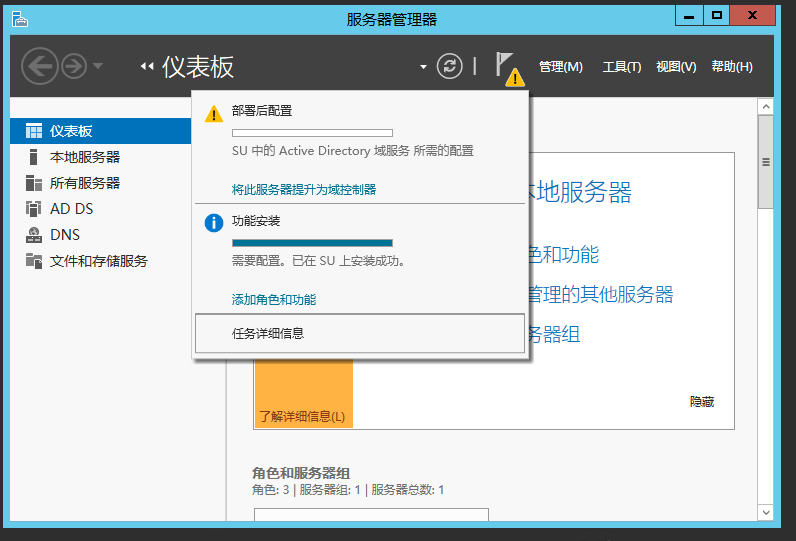 服务器管理器
仪表板
管理(M) 工具(T) 视图(V) 帮助(H)
仪表板
本地服务器
所有服务器
AD DS
DNS
文件和存储服务
部署后配置
SU 中的 Active Directory 域服务 所需的配置
将此服务器提升为域控制器
功能安装
需要配置。已在 SU 上安装成功。
添加角色和功能
任务详细信息
地服务器
色和功能
管理的其他服务器
务器组
了解详细信息(L)
隐藏
角色和服务器组
角色: 3 | 服务器组: 1 | 服务器总数: 1